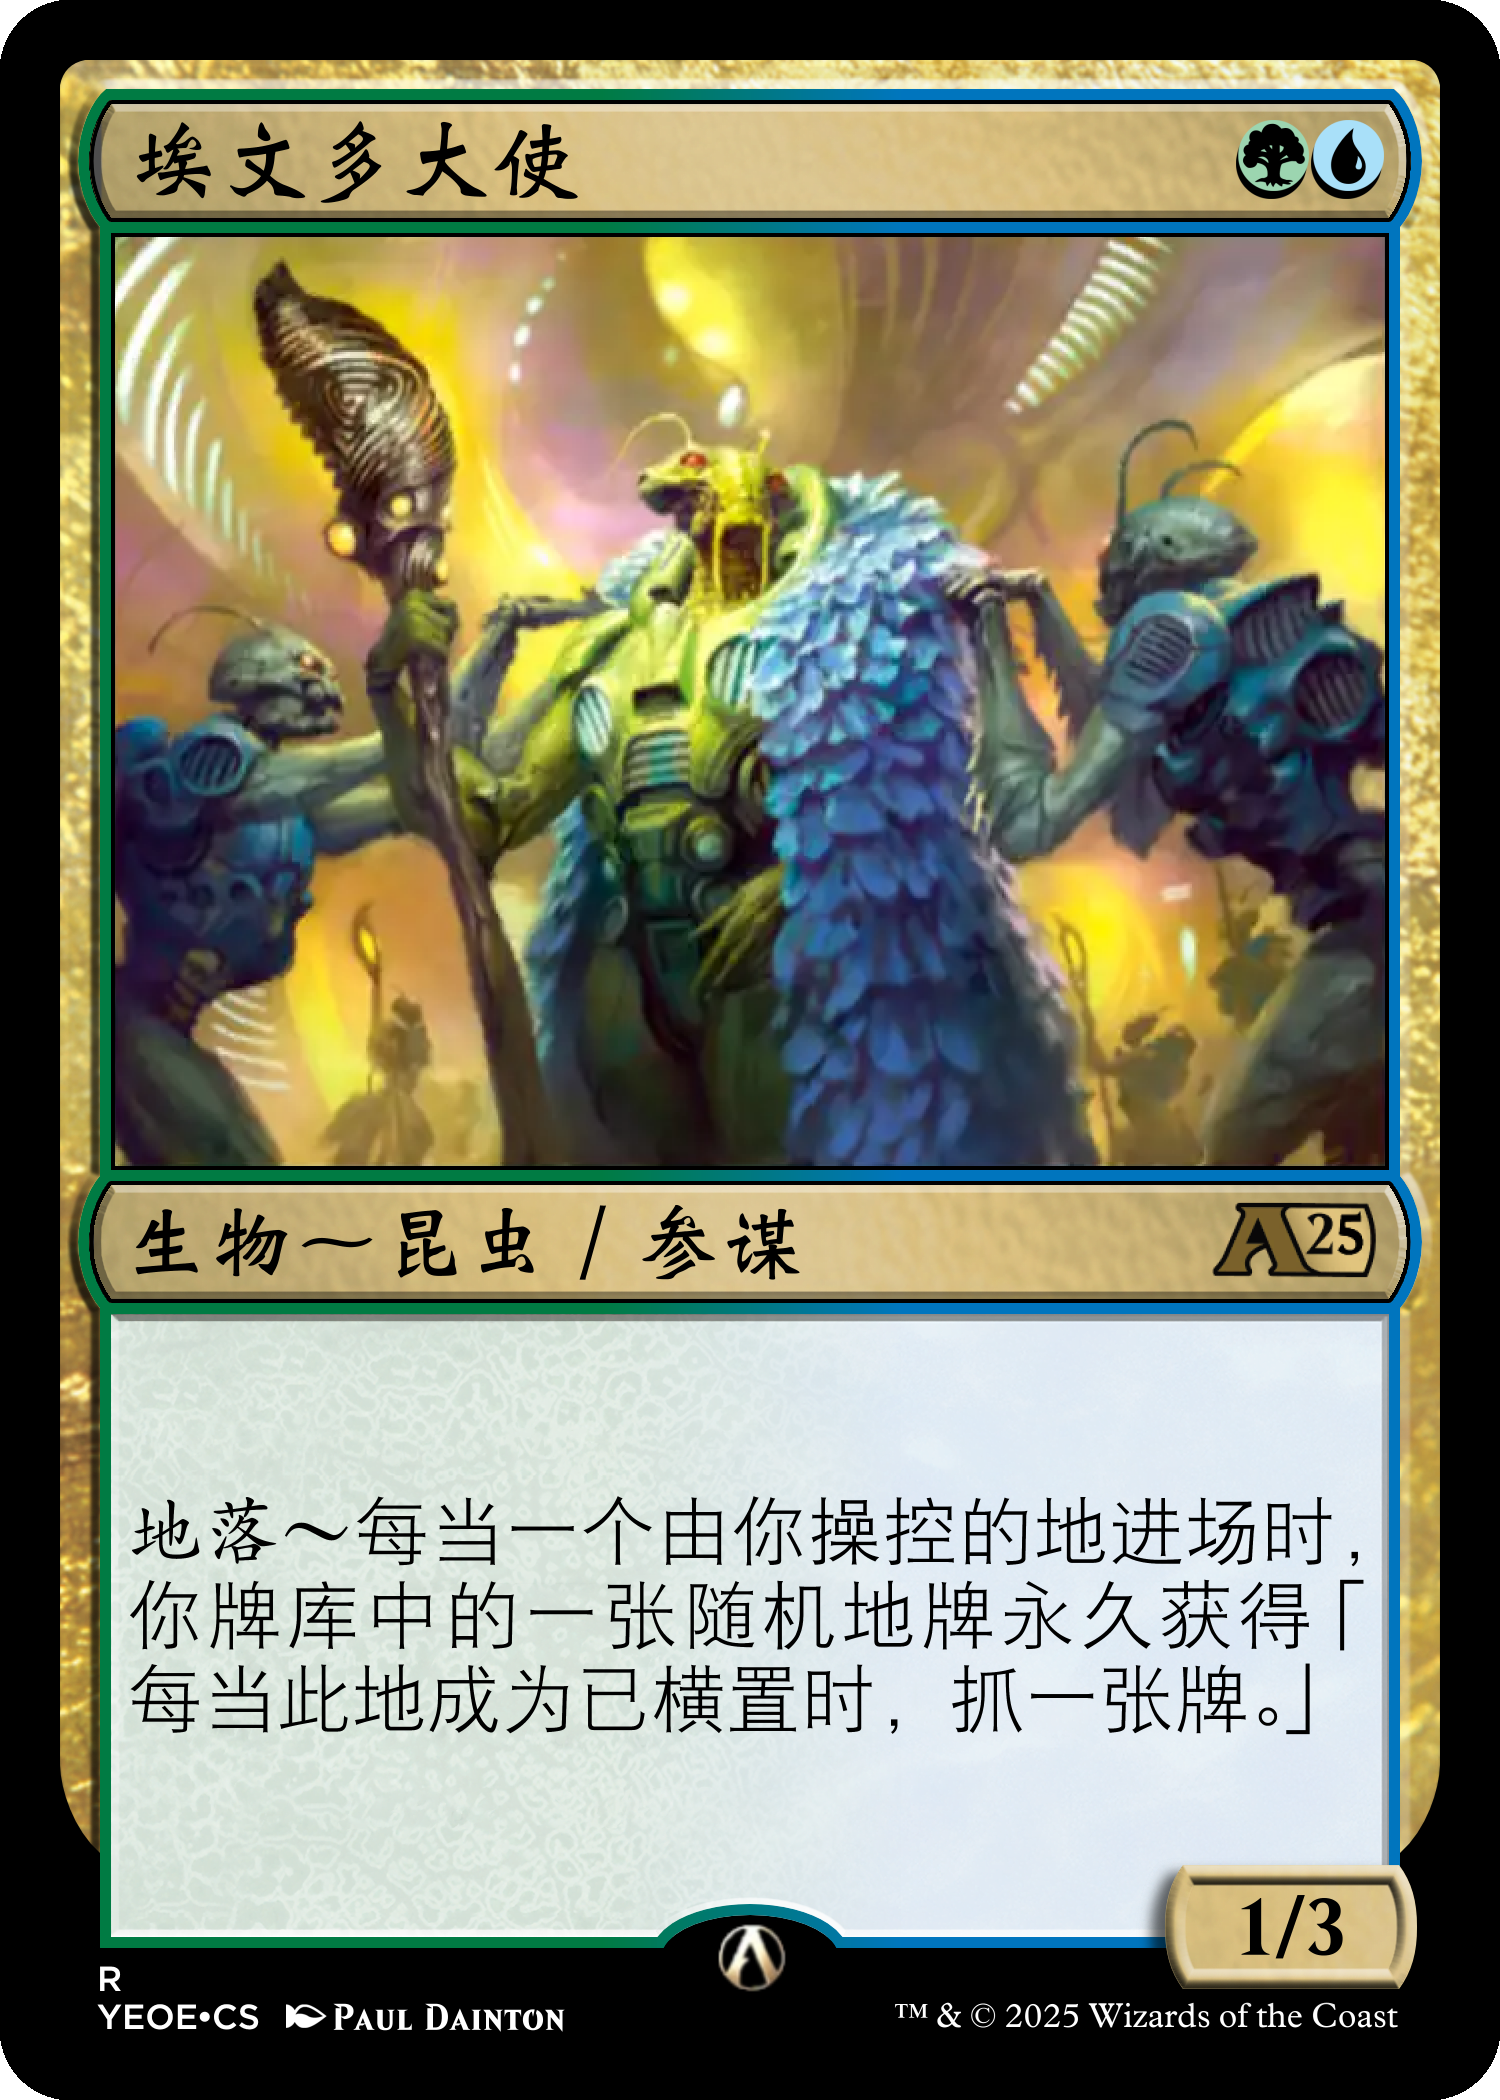 埃文多大使
生物～昆虫 / 参谋
A25
地落～每当一个由你操控的地进场时，
你牌库中的一张随机地牌永久获得「
每当此地成为已横置时，抓一张牌。」
1/3
R
YEOE•CS PAUL DAINTON
™ & © 2025 Wizards of the Coast